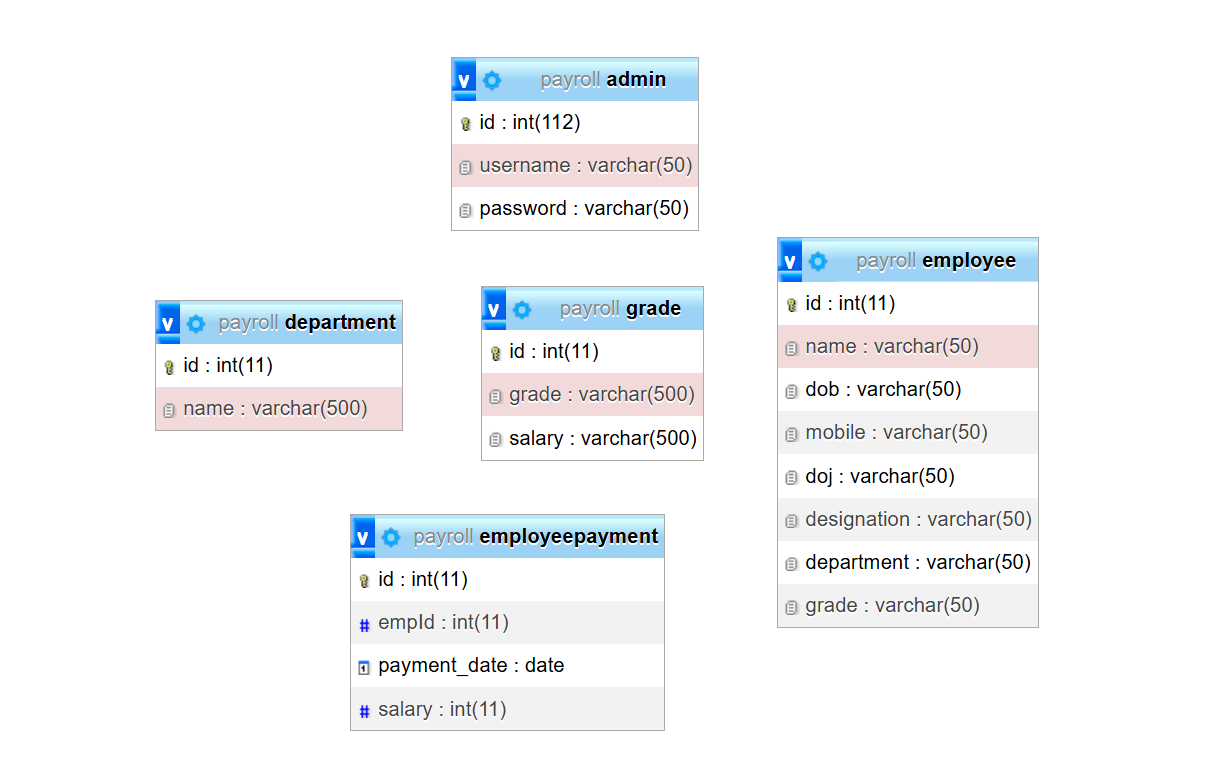 v payroll admin
id : int(112)
username : varchar(50)
password : varchar(50)
v payroll department
id : int(11)
name : varchar(500)
v payroll grade
id : int(11)
grade : varchar(500)
salary : varchar(500)
v payroll employee
id : int(11)
name : varchar(50)
dob : varchar(50)
mobile : varchar(50)
doj : varchar(50)
designation : varchar(50)
department : varchar(50)
grade : varchar(50)
v payroll employeepayment
id : int(11)
# empId : int(11)
1 payment_date : date
# salary : int(11)